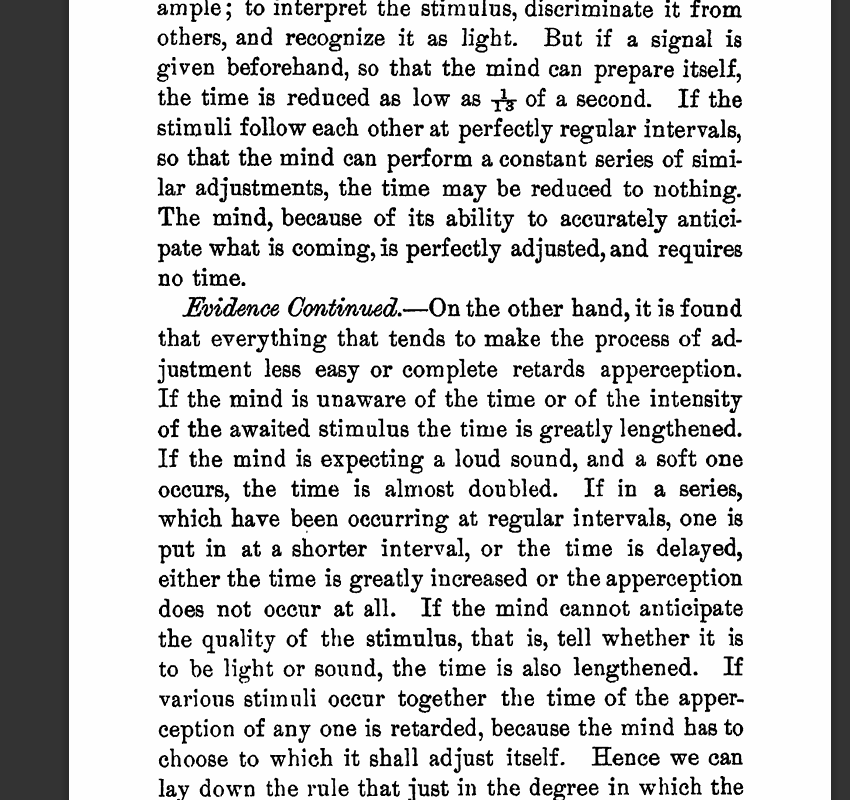 ample; to interpret the stimulus, discriminate it from
others, and recognize it as light. But if a signal is
given beforehand, so that the mind can prepare itself,
the time is reduced as low as 1/13 of a second. If the
stimuli follow each other at perfectly regular intervals,
so that the mind can perform a constant series of simi-
lar adjustments, the time may be reduced to nothing.
The mind, because of its ability to accurately antici-
pate what is coming, is perfectly adjusted, and requires
no time.
Evidence Continued.—On the other hand, it is found
that everything that tends to make the process of ad-
justment less easy or complete retards apperception.
If the mind is unaware of the time or of the intensity
of the awaited stimulus the time is greatly lengthened.
If the mind is expecting a loud sound, and a soft one
occurs, the time is almost doubled. If in a series,
which have been occurring at regular intervals, one is
put in at a shorter interval, or the time is delayed,
either the time is greatly increased or the apperception
does not occur at all. If the mind cannot anticipate
the quality of the stimulus, that is, tell whether it is
to be light or sound, the time is also lengthened. If
various stimuli occur together the time of the apper-
ception of any one is retarded, because the mind has to
choose to which it shall adjust itself. Hence we can
lay down the rule that just in the degree in which the